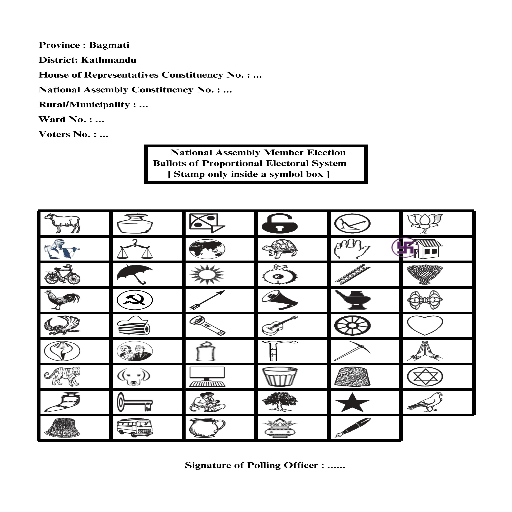 Province : Bagmati
District: Kathmandu
House of Representatives Constituency No. : ...
National Assembly Constituency No. : ...
Rural/Municipality : ...
Ward No. : ...
Voters No. : ...
National Assembly Member Election
Ballots of Proportional Electoral System
[ Stamp only inside a symbol box ]
Signature of Polling Officer : ......